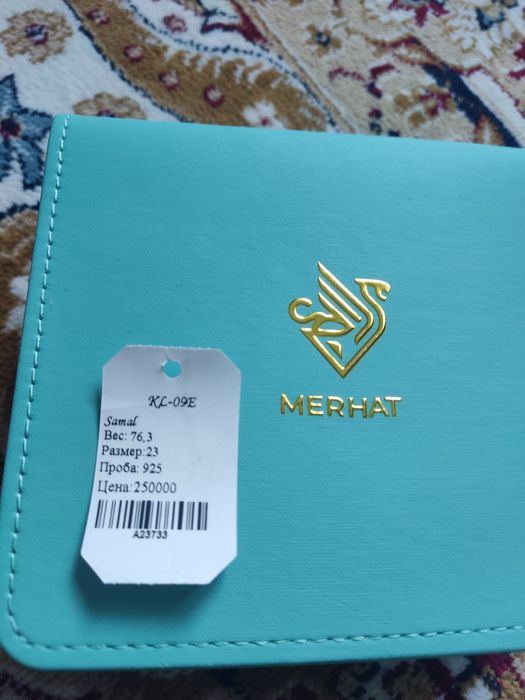 MERHAT
KL-09E
Samal
Вес: 76,3
Размер:23
Проба: 925
Цена:250000
A23733